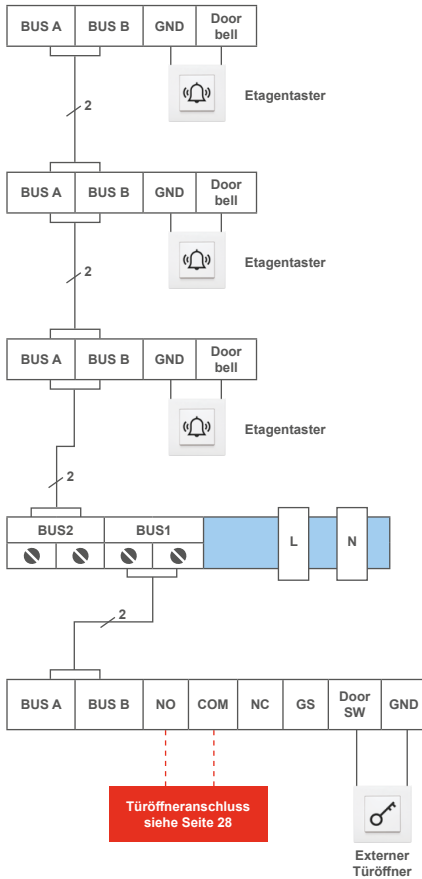 BUS A BUS B GND Door bell
Etagentaster
2
BUS A BUS B GND Door bell
Etagentaster
2
BUS A BUS B GND Door bell
Etagentaster
2
BUS2 BUS1
L N
2
BUS A BUS B NO COM NC GS Door SW GND
Türöffneranschluss
siehe Seite 28
Externer
Türöffner